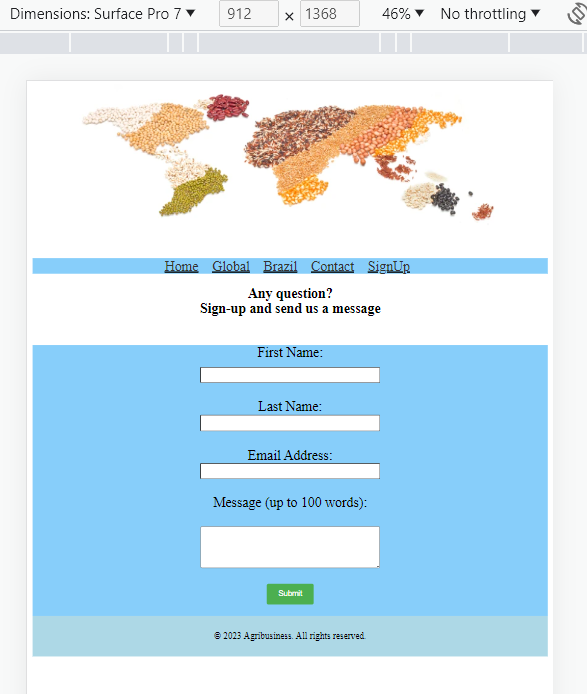 Dimensions: Surface Pro 7 ▼ 912 × 1368 46% ▼ No throttling ▼
Home Global Brazil Contact SignUp
Any question?
Sign-up and send us a message
First Name:
Last Name:
Email Address:
Message (up to 100 words):
Submit
© 2023 Agribusiness. All rights reserved.